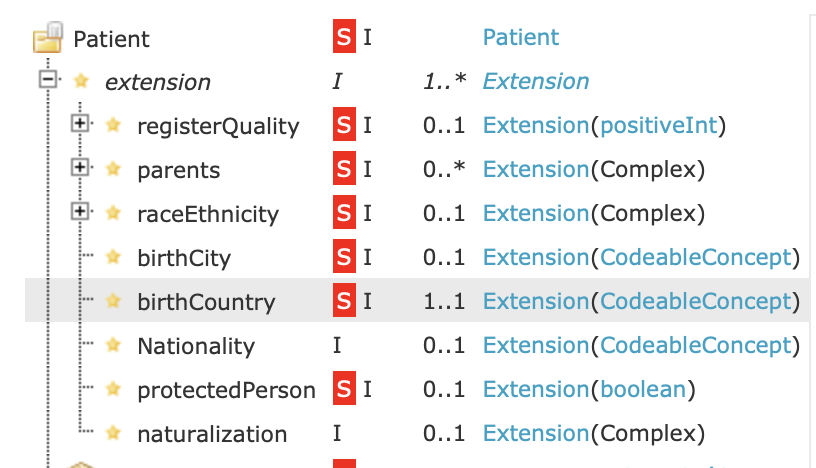 Patient S I Patient
extension I 1..* Extension
registerQuality S I 0..1 Extension(positiveInt)
parents S I 0..* Extension(Complex)
raceEthnicity S I 0..1 Extension(Complex)
birthCity S I 0..1 Extension(CodeableConcept)
birthCountry S I 1..1 Extension(CodeableConcept)
Nationality I 0..1 Extension(CodeableConcept)
protectedPerson S I 0..1 Extension(boolean)
naturalization I 0..1 Extension(Complex)